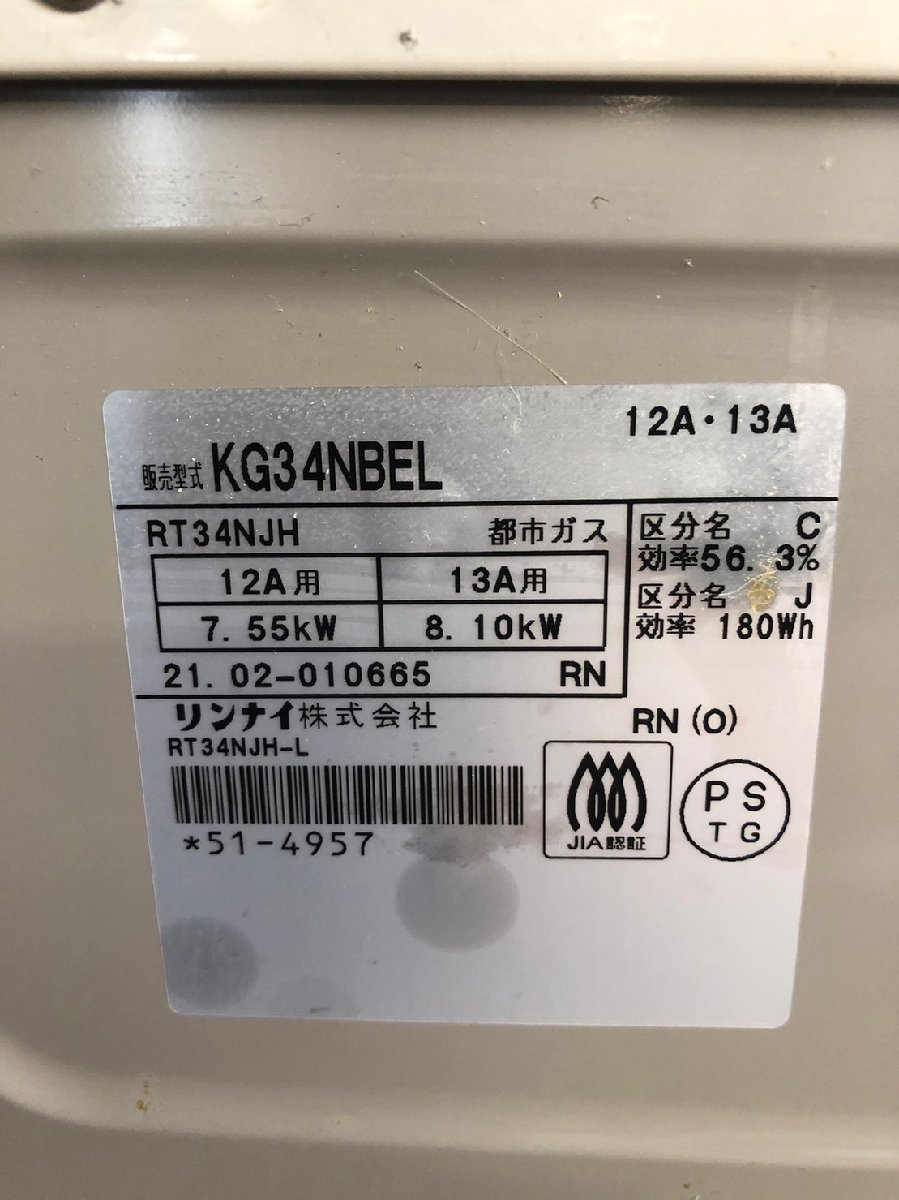 12A・13A
販売型式 KG34NBEL
RT34NJH 都市ガス
12A用 13A用
7.55kW 8.10kW
21.02-010665 RN
区分名 C
効率56.3%
区分名 J
効率 180Wh
リンナイ株式会社
RN(O)
RT34NJH-L
*51-4957
JIA認証
PS
TG